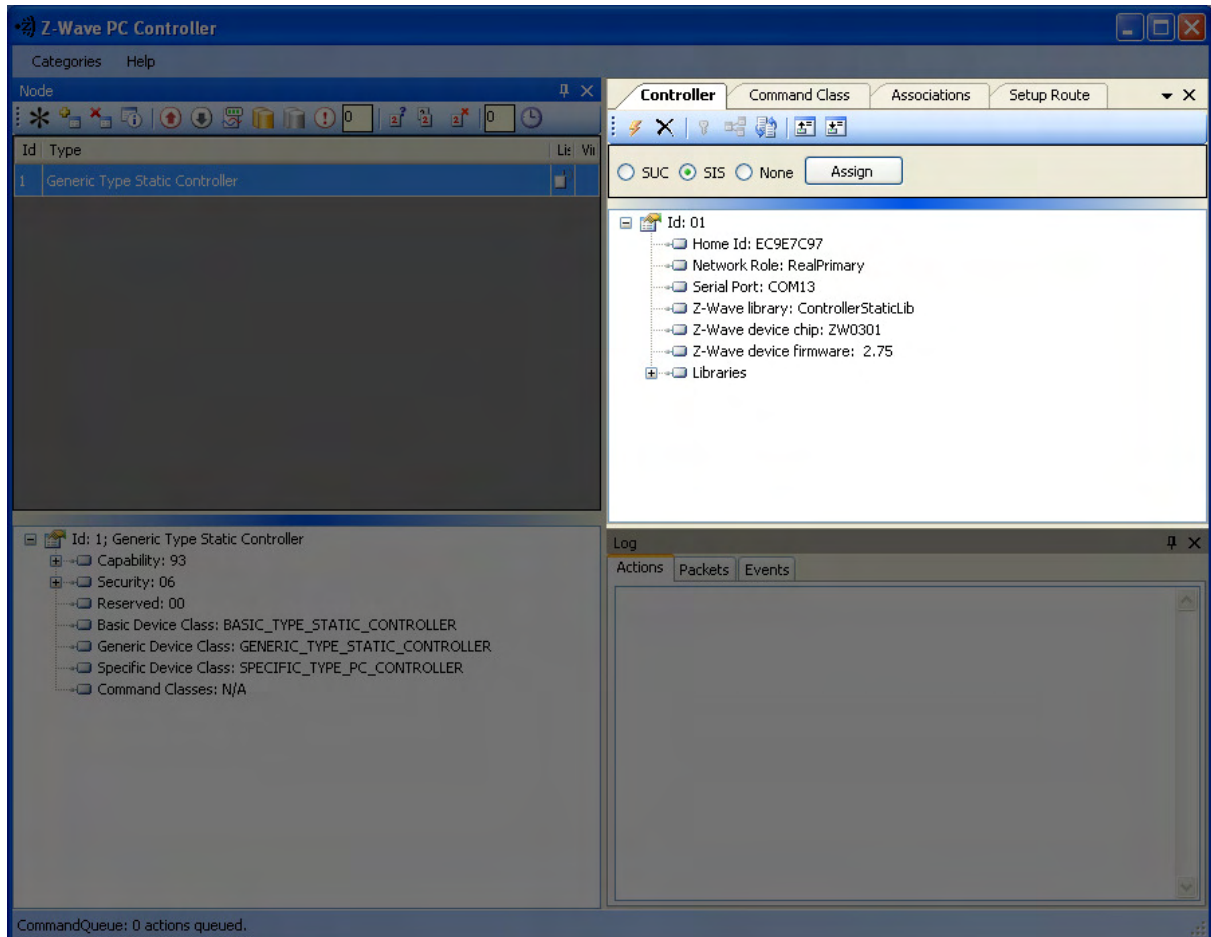 Z-Wave PC Controller
Categories Help
Node
0 0
Id Type Lis Vii
1 Generic Type Static Controller
Controller Command Class Associations Setup Route
SUC SIS None Assign
Id: 01
Home Id: EC9E7C97
Network Role: RealPrimary
Serial Port: COM13
Z-Wave library: ControllerStaticLib
Z-Wave device chip: ZW0301
Z-Wave device firmware: 2.75
Libraries
Id: 1; Generic Type Static Controller
Capability: 93
Security: 06
Reserved: 00
Basic Device Class: BASIC_TYPE_STATIC_CONTROLLER
Generic Device Class: GENERIC_TYPE_STATIC_CONTROLLER
Specific Device Class: SPECIFIC_TYPE_PC_CONTROLLER
Command Classes: N/A
Log
Actions Packets Events
CommandQueue: 0 actions queued.